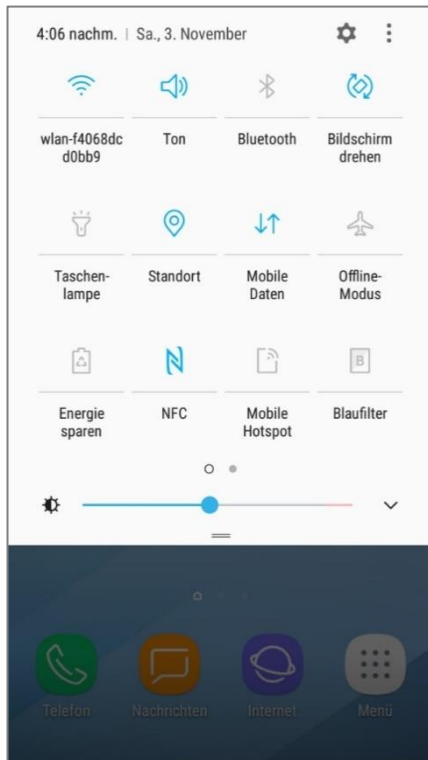 4:06 nachm. | Sa., 3. November
wlan-f4068dc
d0bb9
Ton
Bluetooth
Bildschirm
drehen
Taschen-
lampe
Standort
Mobile
Daten
Offline-
Modus
Energie
sparen
NFC
Mobile
Hotspot
B
Blaufilter
Telefon
Nachrichten
Internet
Menü